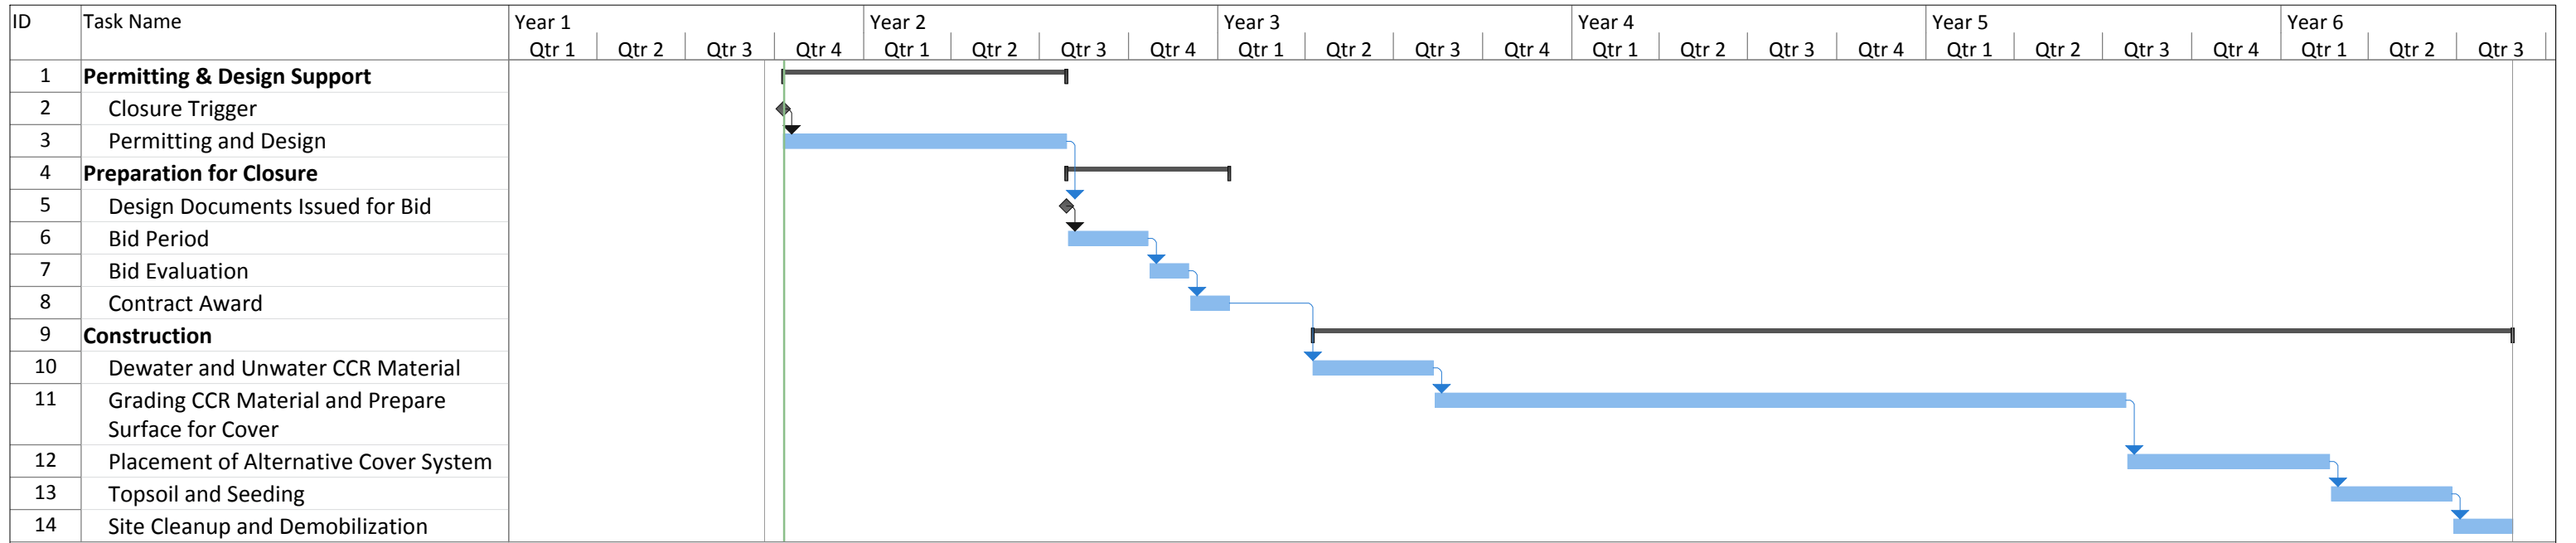 ID Task Name Year 1 Year 2 Year 3 Year 4 Year 5 Year 6
Qtr 1 Qtr 2 Qtr 3 Qtr 4 Qtr 1 Qtr 2 Qtr 3 Qtr 4 Qtr 1 Qtr 2 Qtr 3 Qtr 4 Qtr 1 Qtr 2 Qtr 3 Qtr 4 Qtr 1 Qtr 2 Qtr 3 Qtr 4 Qtr 1 Qtr 2 Qtr 3
1 Permitting & Design Support
2 Closure Trigger
3 Permitting and Design
4 Preparation for Closure
5 Design Documents Issued for Bid
6 Bid Period
7 Bid Evaluation
8 Contract Award
9 Construction
10 Dewater and Unwater CCR Material
11 Grading CCR Material and Prepare
Surface for Cover
12 Placement of Alternative Cover System
13 Topsoil and Seeding
14 Site Cleanup and Demobilization